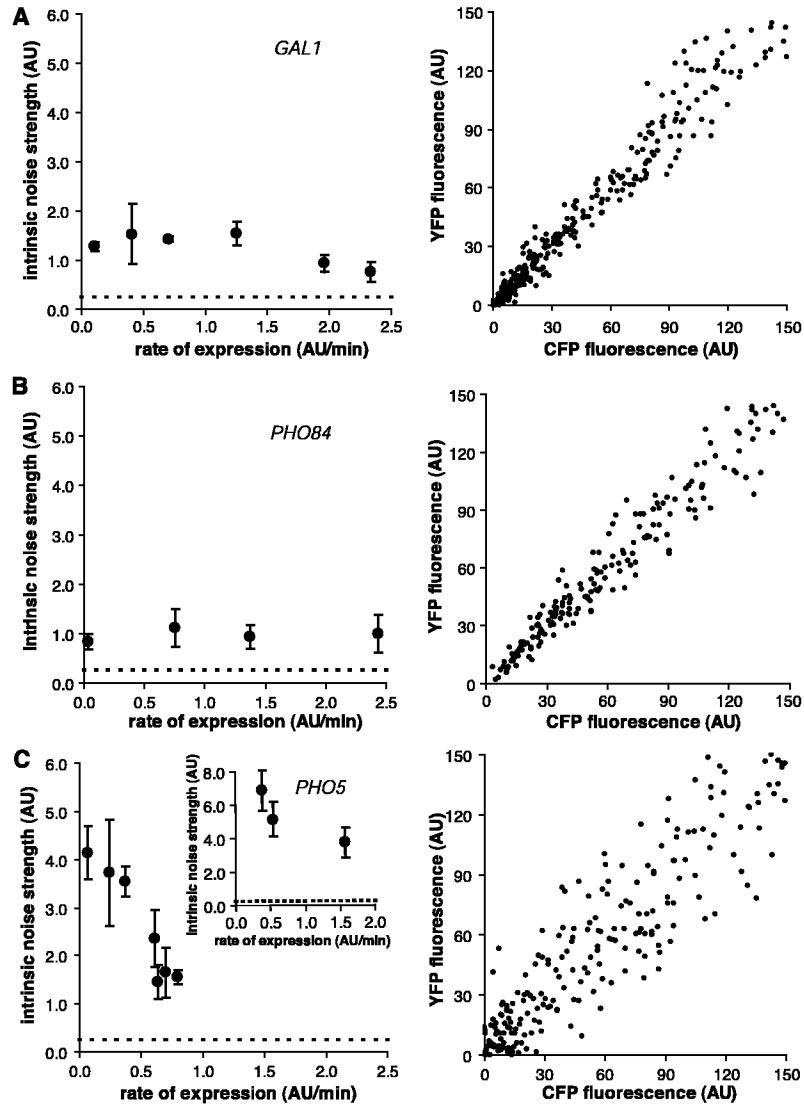 A
6.0
5.0
4.0
3.0
2.0
1.0
0.0
intrinsic noise strength (AU)
GAL1
0.0 0.5 1.0 1.5 2.0 2.5
rate of expression (AU/min)
150
120
90
60
30
0
YFP fluorescence (AU)
0 30 60 90 120 150
CFP fluorescence (AU)
B
6.0
5.0
4.0
3.0
2.0
1.0
0.0
Intrinsic noise strength (AU)
PHO84
0.0 0.5 1.0 1.5 2.0 2.5
rate of expression (AU/min)
150
120
90
60
30
0
YFP fluorescence (AU)
0 30 60 90 120 150
CFP fluorescence (AU)
C
6.0
5.0
4.0
3.0
2.0
1.0
0.0
intrinsic noise strength (AU)
8.0
6.0
4.0
2.0
0.0
Intrinsic noise strength (AU)
PHO5
0.0 0.5 1.0 1.5 2.0
rate of expression (AU/min)
0.0 0.5 1.0 1.5 2.0 2.5
rate of expression (AU/min)
150
120
90
60
30
0
YFP fluorescence (AU)
0 30 60 90 120 150
CFP fluorescence (AU)